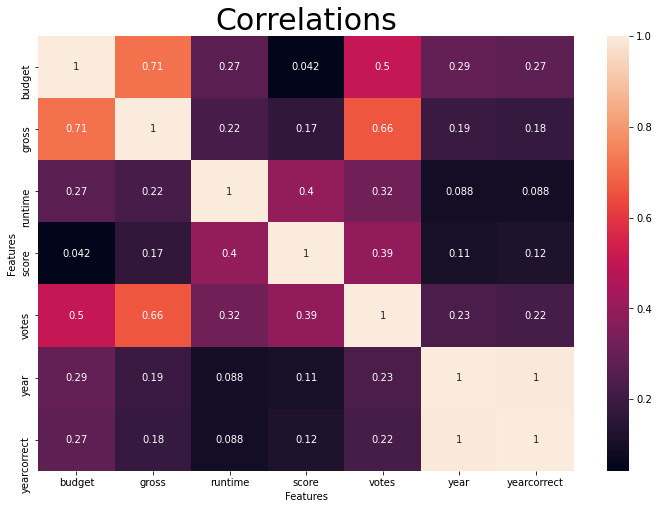 Correlations
budget 1 0.71 0.27 0.042 0.5 0.29 0.27
gross 0.71 1 0.22 0.17 0.66 0.19 0.18
runtime 0.27 0.22 1 0.4 0.32 0.088 0.088
score 0.042 0.17 0.4 1 0.39 0.11 0.12
votes 0.5 0.66 0.32 0.39 1 0.23 0.22
year 0.29 0.19 0.088 0.11 0.23 1 1
yearcorrect 0.27 0.18 0.088 0.12 0.22 1 1
Features
budget gross runtime score votes year yearcorrect
Features
1.0
0.8
0.6
0.4
0.2